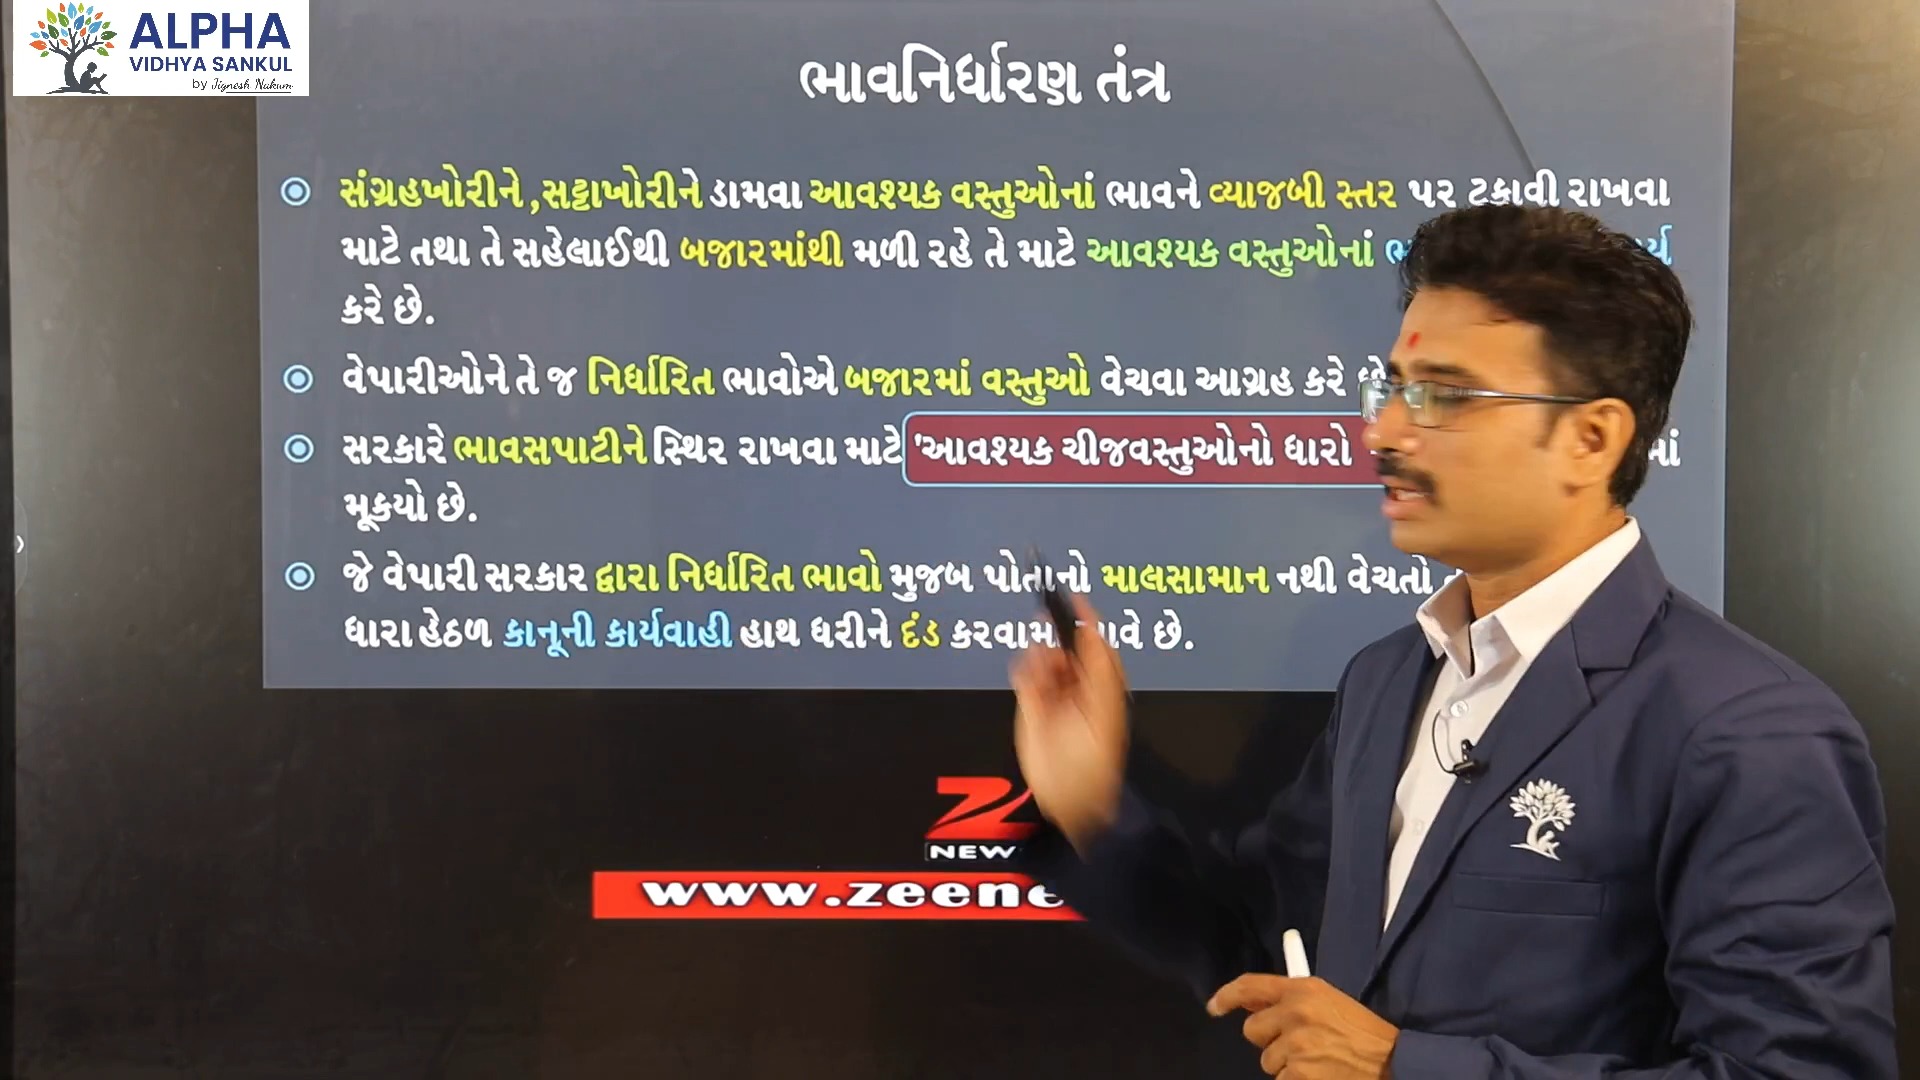 ALPHA
VIDHYA SANKUL
by Jignesh Nakum
ભાવનિર્ધારણ તંત્ર
સંગ્રહખોરીને,સટ્ટાખોરીને ડામવા આવશ્યક વસ્તુઓનાં ભાવને વ્યાજબી સ્તર પર ટકાવી રાખવા
માટે તથા તે સહેલાઈથી બજારમાંથી મળી રહે તે માટે આવશ્યક વસ્તુઓનાં
કરે છે.
વેપારીઓને તે જ નિર્ધારિત ભાવોએ બજારમાં વસ્તુઓ વેચવા આગ્રહ કરે છે
સરકારે ભાવસપાટીને સ્થિર રાખવા માટે 'આવશ્યક ચીજવસ્તુઓનો ધારો
મૂકયો છે.
જે વેપારી સરકાર દ્વારા નિર્ધારિત ભાવો મુજબ પોતાનો માલસામાન નથી વેચતો
ધારા હેઠળ કાનૂની કાર્યવાહી હાથ ધરીને દંડ કરવામાં આવે છે.
NEW
www.zeene